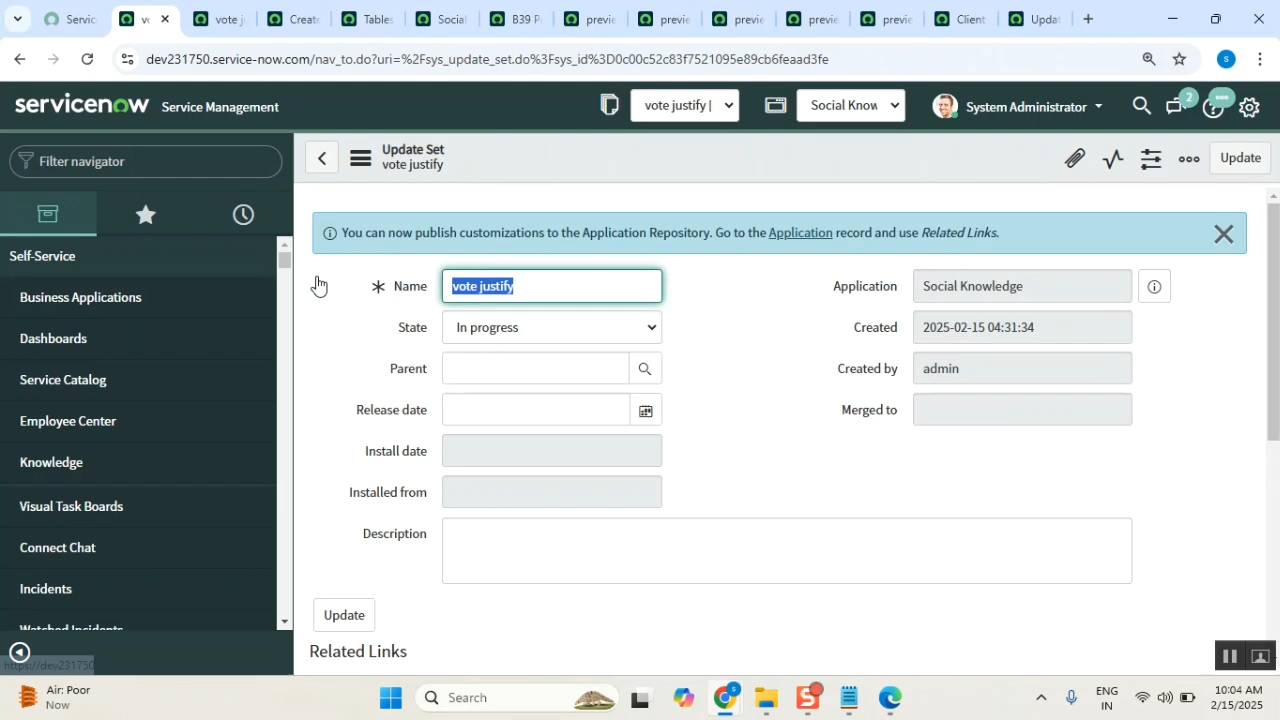 Servic
vo
vote j
Create
Tables
Social
B39 P
previe
previe
previe
previe
previe
Client
Updat
dev231750.service-now.com/nav_to.do?uri=%2Fsys_update_set.do%3Fsys_id%3D0c00c52c83f7521095e89cb6feaad3fe
S
servicenow Service Management
vote justify |
Social Know
System Administrator
2
Filter navigator
Update Set
vote justify
Update
You can now publish customizations to the Application Repository. Go to the Application record and use Related Links.
Self-Service
Business Applications
Dashboards
Service Catalog
Employee Center
Knowledge
Visual Task Boards
Connect Chat
Incidents
Watched Incidents
https://dev231750
Name vote justify
State In progress
Parent
Release date
Install date
Installed from
Description
Application Social Knowledge
Created 2025-02-15 04:31:34
Created by admin
Merged to
Update
Related Links
Air: Poor
Now
Search
ENG
IN
10:04 AM
2/15/2025